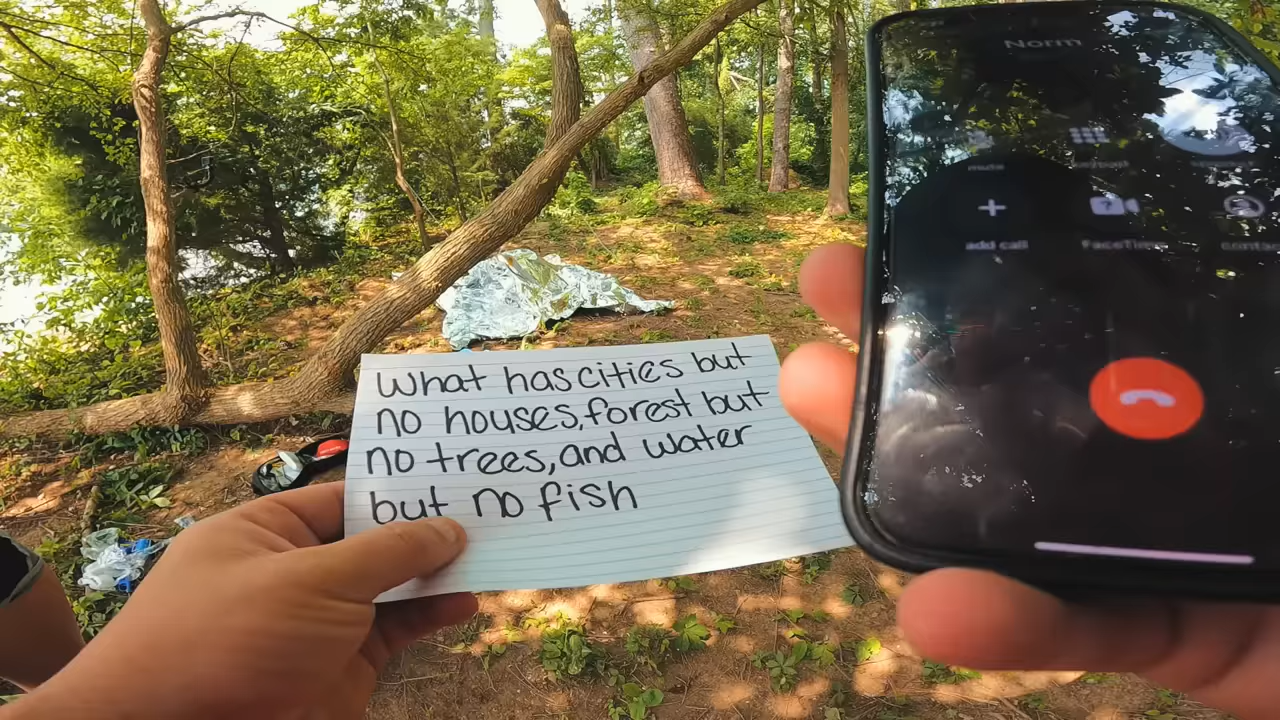 What has cities but
no houses, forest but
no trees, and water
but no fish
Norm
mute
add call
FaceTime